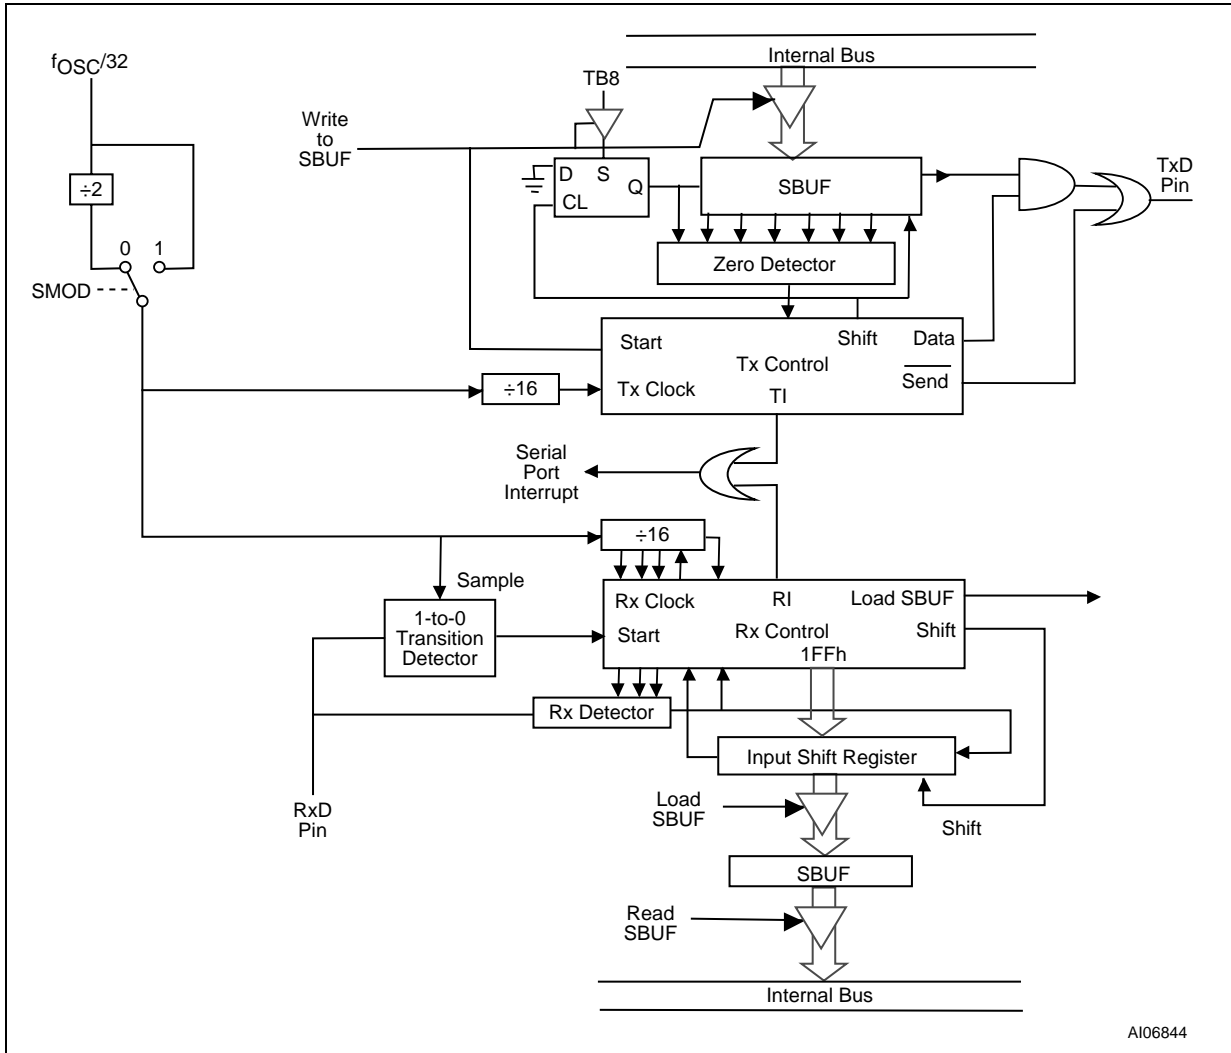 fOSC/32
Internal Bus
TB8
Write
to
SBUF
÷2
D
S
Q
CL
SBUF
TxD
Pin
0
1
Zero Detector
SMOD
Start
Shift
Data
Tx Control
Send
÷16
Tx Clock
TI
Serial
Port
Interrupt
÷16
Sample
Rx Clock
RI
Load SBUF
1-to-0
Transition
Detector
Start
Rx Control
Shift
1FFh
Rx Detector
Input Shift Register
RxD
Pin
Load
SBUF
Shift
SBUF
Read
SBUF
Internal Bus
AI06844